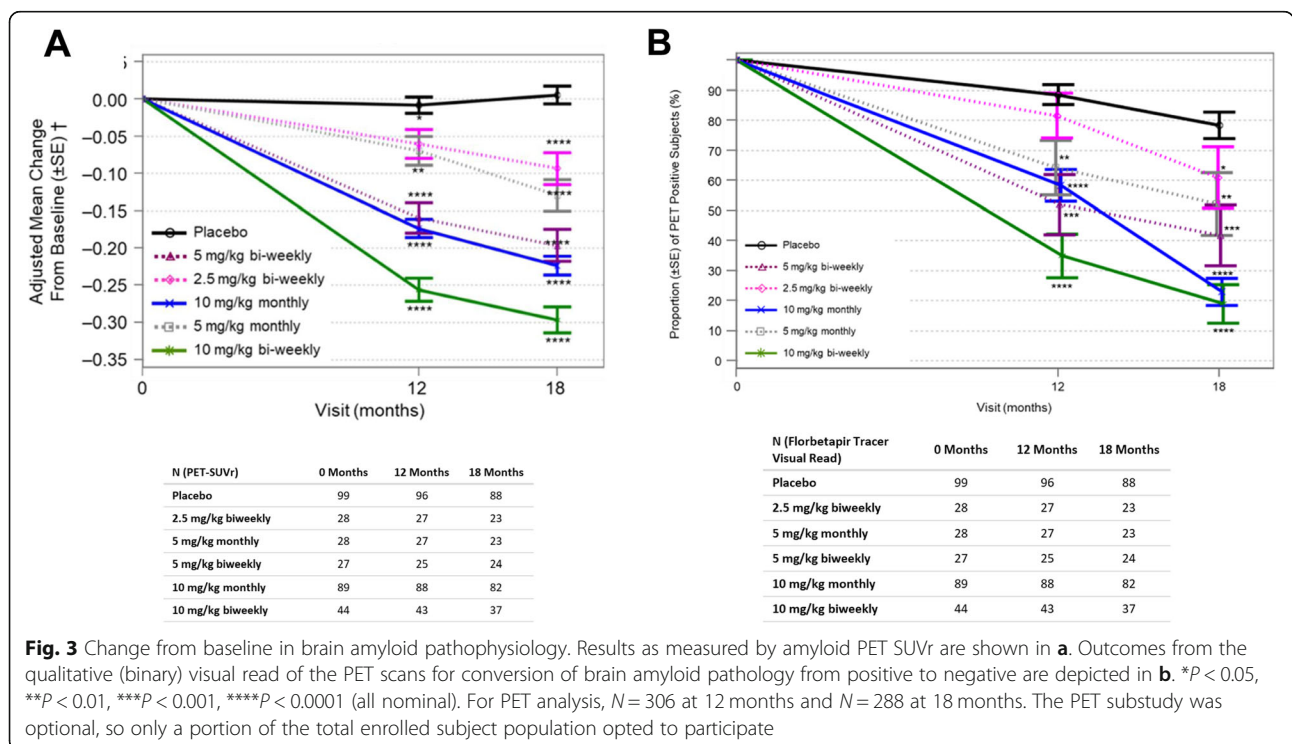 A
5
0.00
–0.05
–0.10
–0.15
–0.20
–0.25
–0.30
–0.35
Adjusted Mean Change
From Baseline (±SE) †
*
**
****
****
****
****
****
****
****
****
Placebo
5 mg/kg bi-weekly
2.5 mg/kg bi-weekly
10 mg/kg monthly
5 mg/kg monthly
10 mg/kg bi-weekly
0 12 18
Visit (months)
N (PET-SUVr) 0 Months 12 Months 18 Months
Placebo 99 96 88
2.5 mg/kg biweekly 28 27 23
5 mg/kg monthly 28 27 23
5 mg/kg biweekly 27 25 24
10 mg/kg monthly 89 88 82
10 mg/kg biweekly 44 43 37
B
90
80
70
60
50
40
30
20
10
0
Proportion (±SE) of PET Positive Subjects (%)
**
****
***
****
*
**
***
****
****
Placebo
5 mg/kg bi-weekly
2.5 mg/kg bi-weekly
10 mg/kg monthly
5 mg/kg monthly
10 mg/kg bi-weekly
0 12 18
Visit (months)
N (Florbetapir Tracer
Visual Read) 0 Months 12 Months 18 Months
Placebo 99 96 88
2.5 mg/kg biweekly 28 27 23
5 mg/kg monthly 28 27 23
5 mg/kg biweekly 27 25 24
10 mg/kg monthly 89 88 82
10 mg/kg biweekly 44 43 37
Fig. 3 Change from baseline in brain amyloid pathophysiology. Results as measured by amyloid PET SUVr are shown in a. Outcomes from the
qualitative (binary) visual read of the PET scans for conversion of brain amyloid pathology from positive to negative are depicted in b. *P < 0.05,
**P < 0.01, ***P < 0.001, ****P < 0.0001 (all nominal). For PET analysis, N = 306 at 12 months and N = 288 at 18 months. The PET substudy was
optional, so only a portion of the total enrolled subject population opted to participate